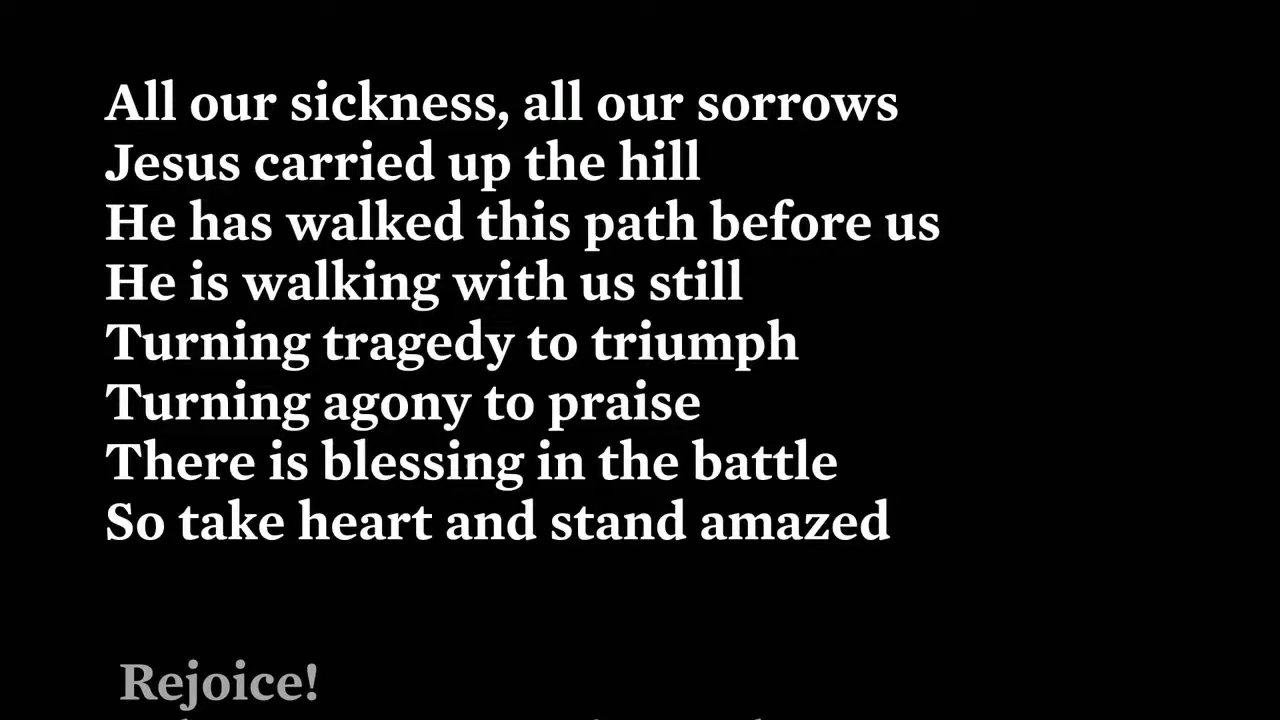 All our sickness, all our sorrows
Jesus carried up the hill
He has walked this path before us
He is walking with us still
Turning tragedy to triumph
Turning agony to praise
There is blessing in the battle
So take heart and stand amazed
Rejoice!